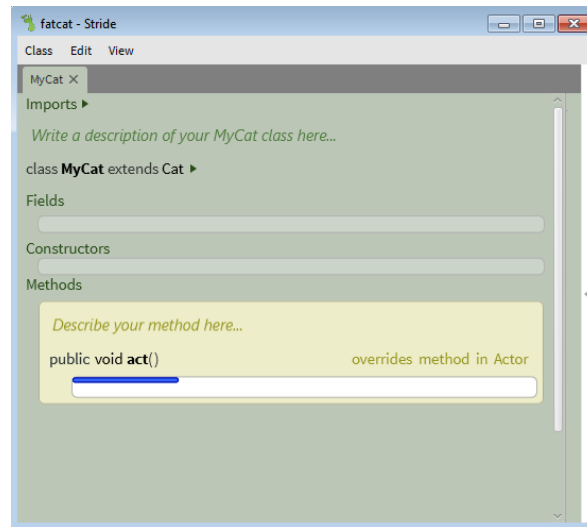 fatcat - Stride
Class Edit View
MyCat
Imports
Write a description of your MyCat class here...
class MyCat extends Cat
Fields
Constructors
Methods
Describe your method here...
public void act() overrides method in Actor